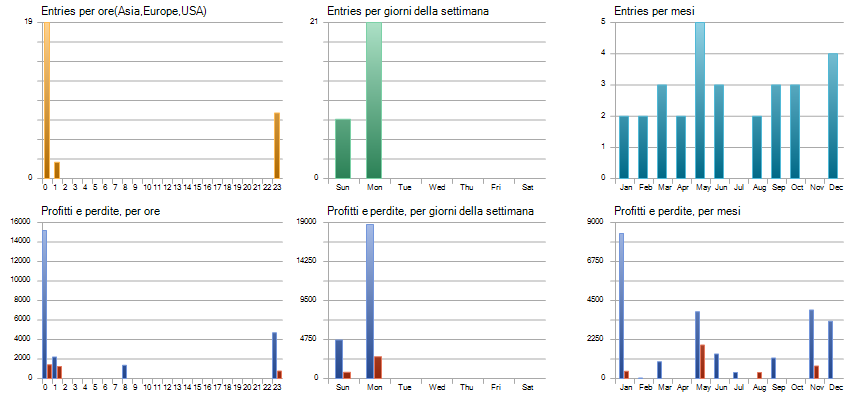 Entries per ore(Asia,Europe,USA)
19
0
0 1 2 3 4 5 6 7 8 9 10 11 12 13 14 15 16 17 18 19 20 21 22 23
Entries per giorni della settimana
21
0
Sun Mon Tue Wed Thu Fri Sat
Entries per mesi
5
4
3
2
1
0
Jan Feb Mar Apr May Jun Jul Aug Sep Oct Nov Dec
Profitti e perdite, per ore
16000
14000
12000
10000
8000
6000
4000
2000
0
0 1 2 3 4 5 6 7 8 9 10 11 12 13 14 15 16 17 18 19 20 21 22 23
Profitti e perdite, per giorni della settimana
19000
14250
9500
4750
0
Sun Mon Tue Wed Thu Fri Sat
Profitti e perdite, per mesi
9000
6750
4500
2250
0
Jan Feb Mar Apr May Jun Jul Aug Sep Oct Nov Dec